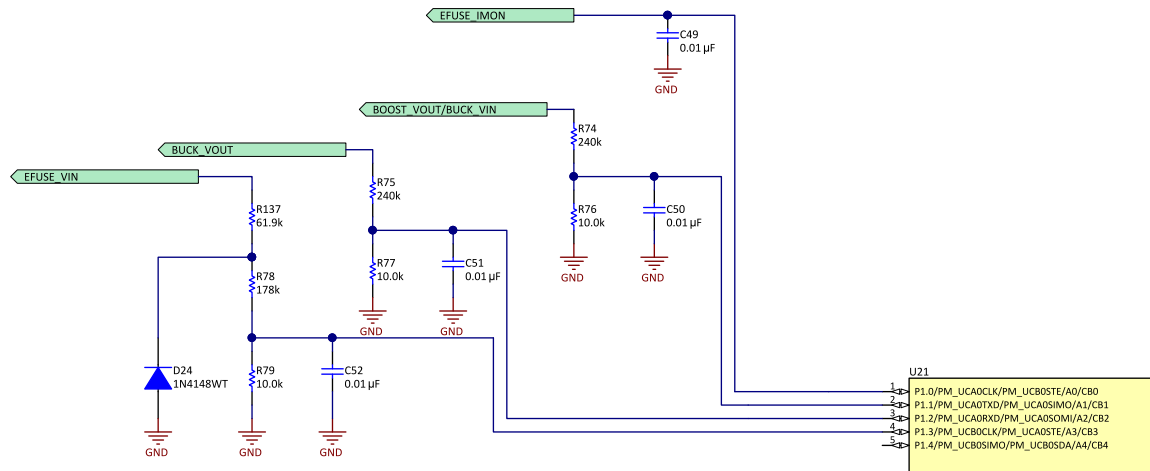 EFUSE_IMON
C49
0.01 µF
GND
BOOST_VOUT/BUCK_VIN
R74
240k
BUCK_VOUT
EFUSE_VIN
R75
240k
R76
10.0k
C50
0.01 µF
R137
61.9k
GND
GND
R77
10.0k
C51
0.01 µF
R78
178k
GND
GND
D24
1N4148WT
R79
10.0k
C52
0.01 µF
GND
GND
GND
U21
1
P1.0/PM_UCA0CLK/PM_UCB0STE/A0/CB0
2
P1.1/PM_UCA0TXD/PM_UCA0SIMO/A1/CB1
3
P1.2/PM_UCA0RXD/PM_UCA0SOMI/A2/CB2
4
P1.3/PM_UCB0CLK/PM_UCA0STE/A3/CB3
5
P1.4/PM_UCB0SIMO/PM_UCB0SDA/A4/CB4